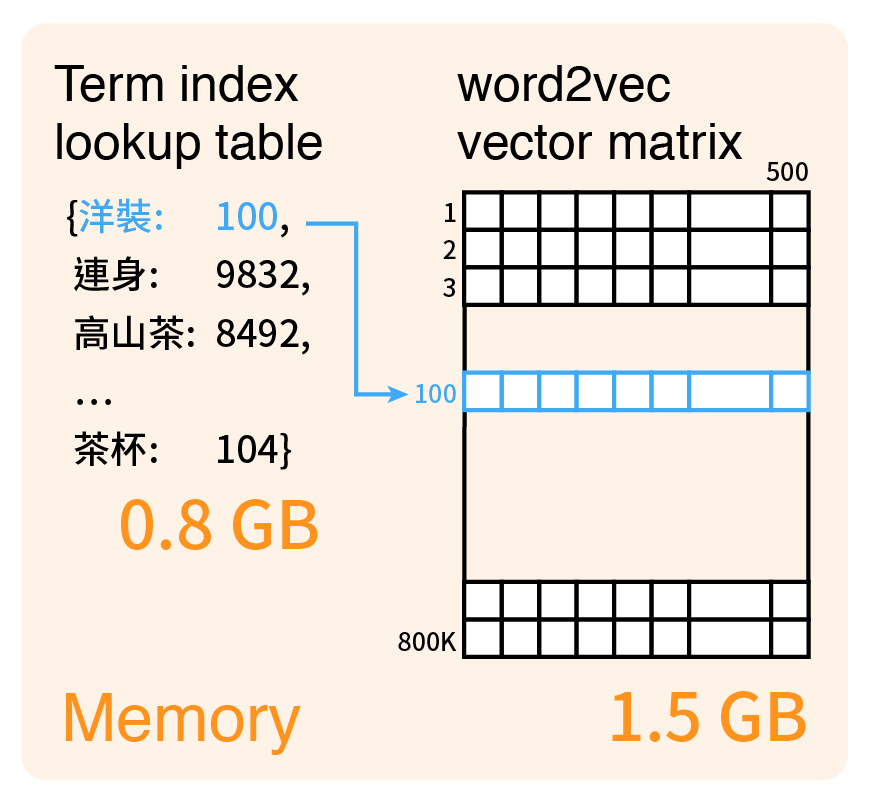 Term index
lookup table
{洋裝: 100,
連身: 9832,
高山茶: 8492,
...
茶杯: 104}
0.8 GB
word2vec
vector matrix
500
1
2
3
100
800K
Memory
1.5 GB